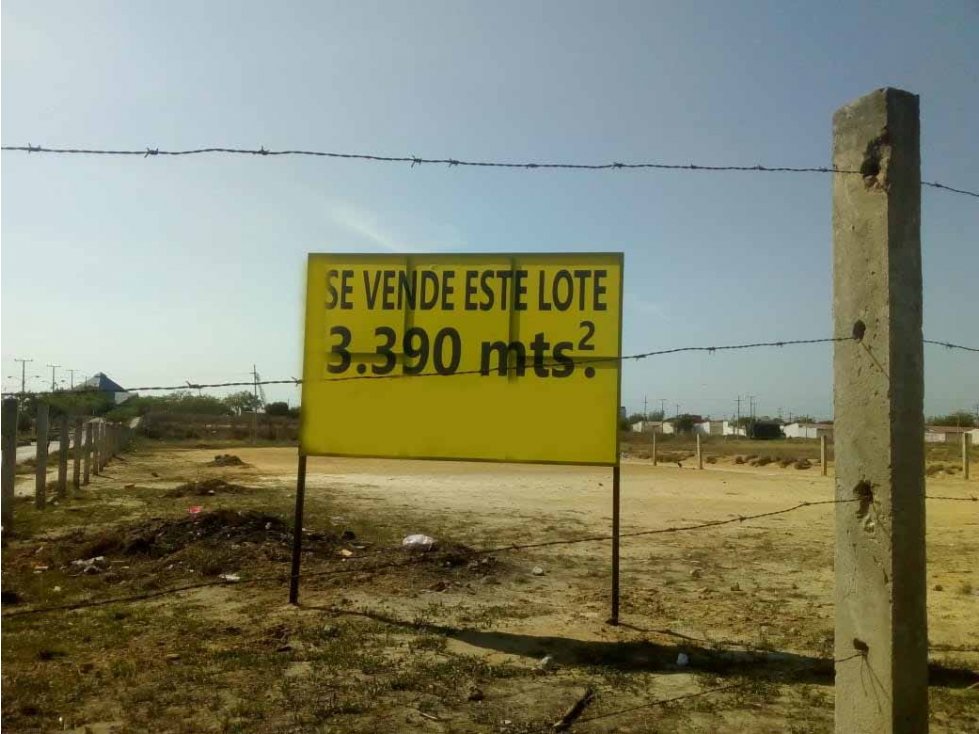 SE VENDE ESTE LOTE
3.390 mts².